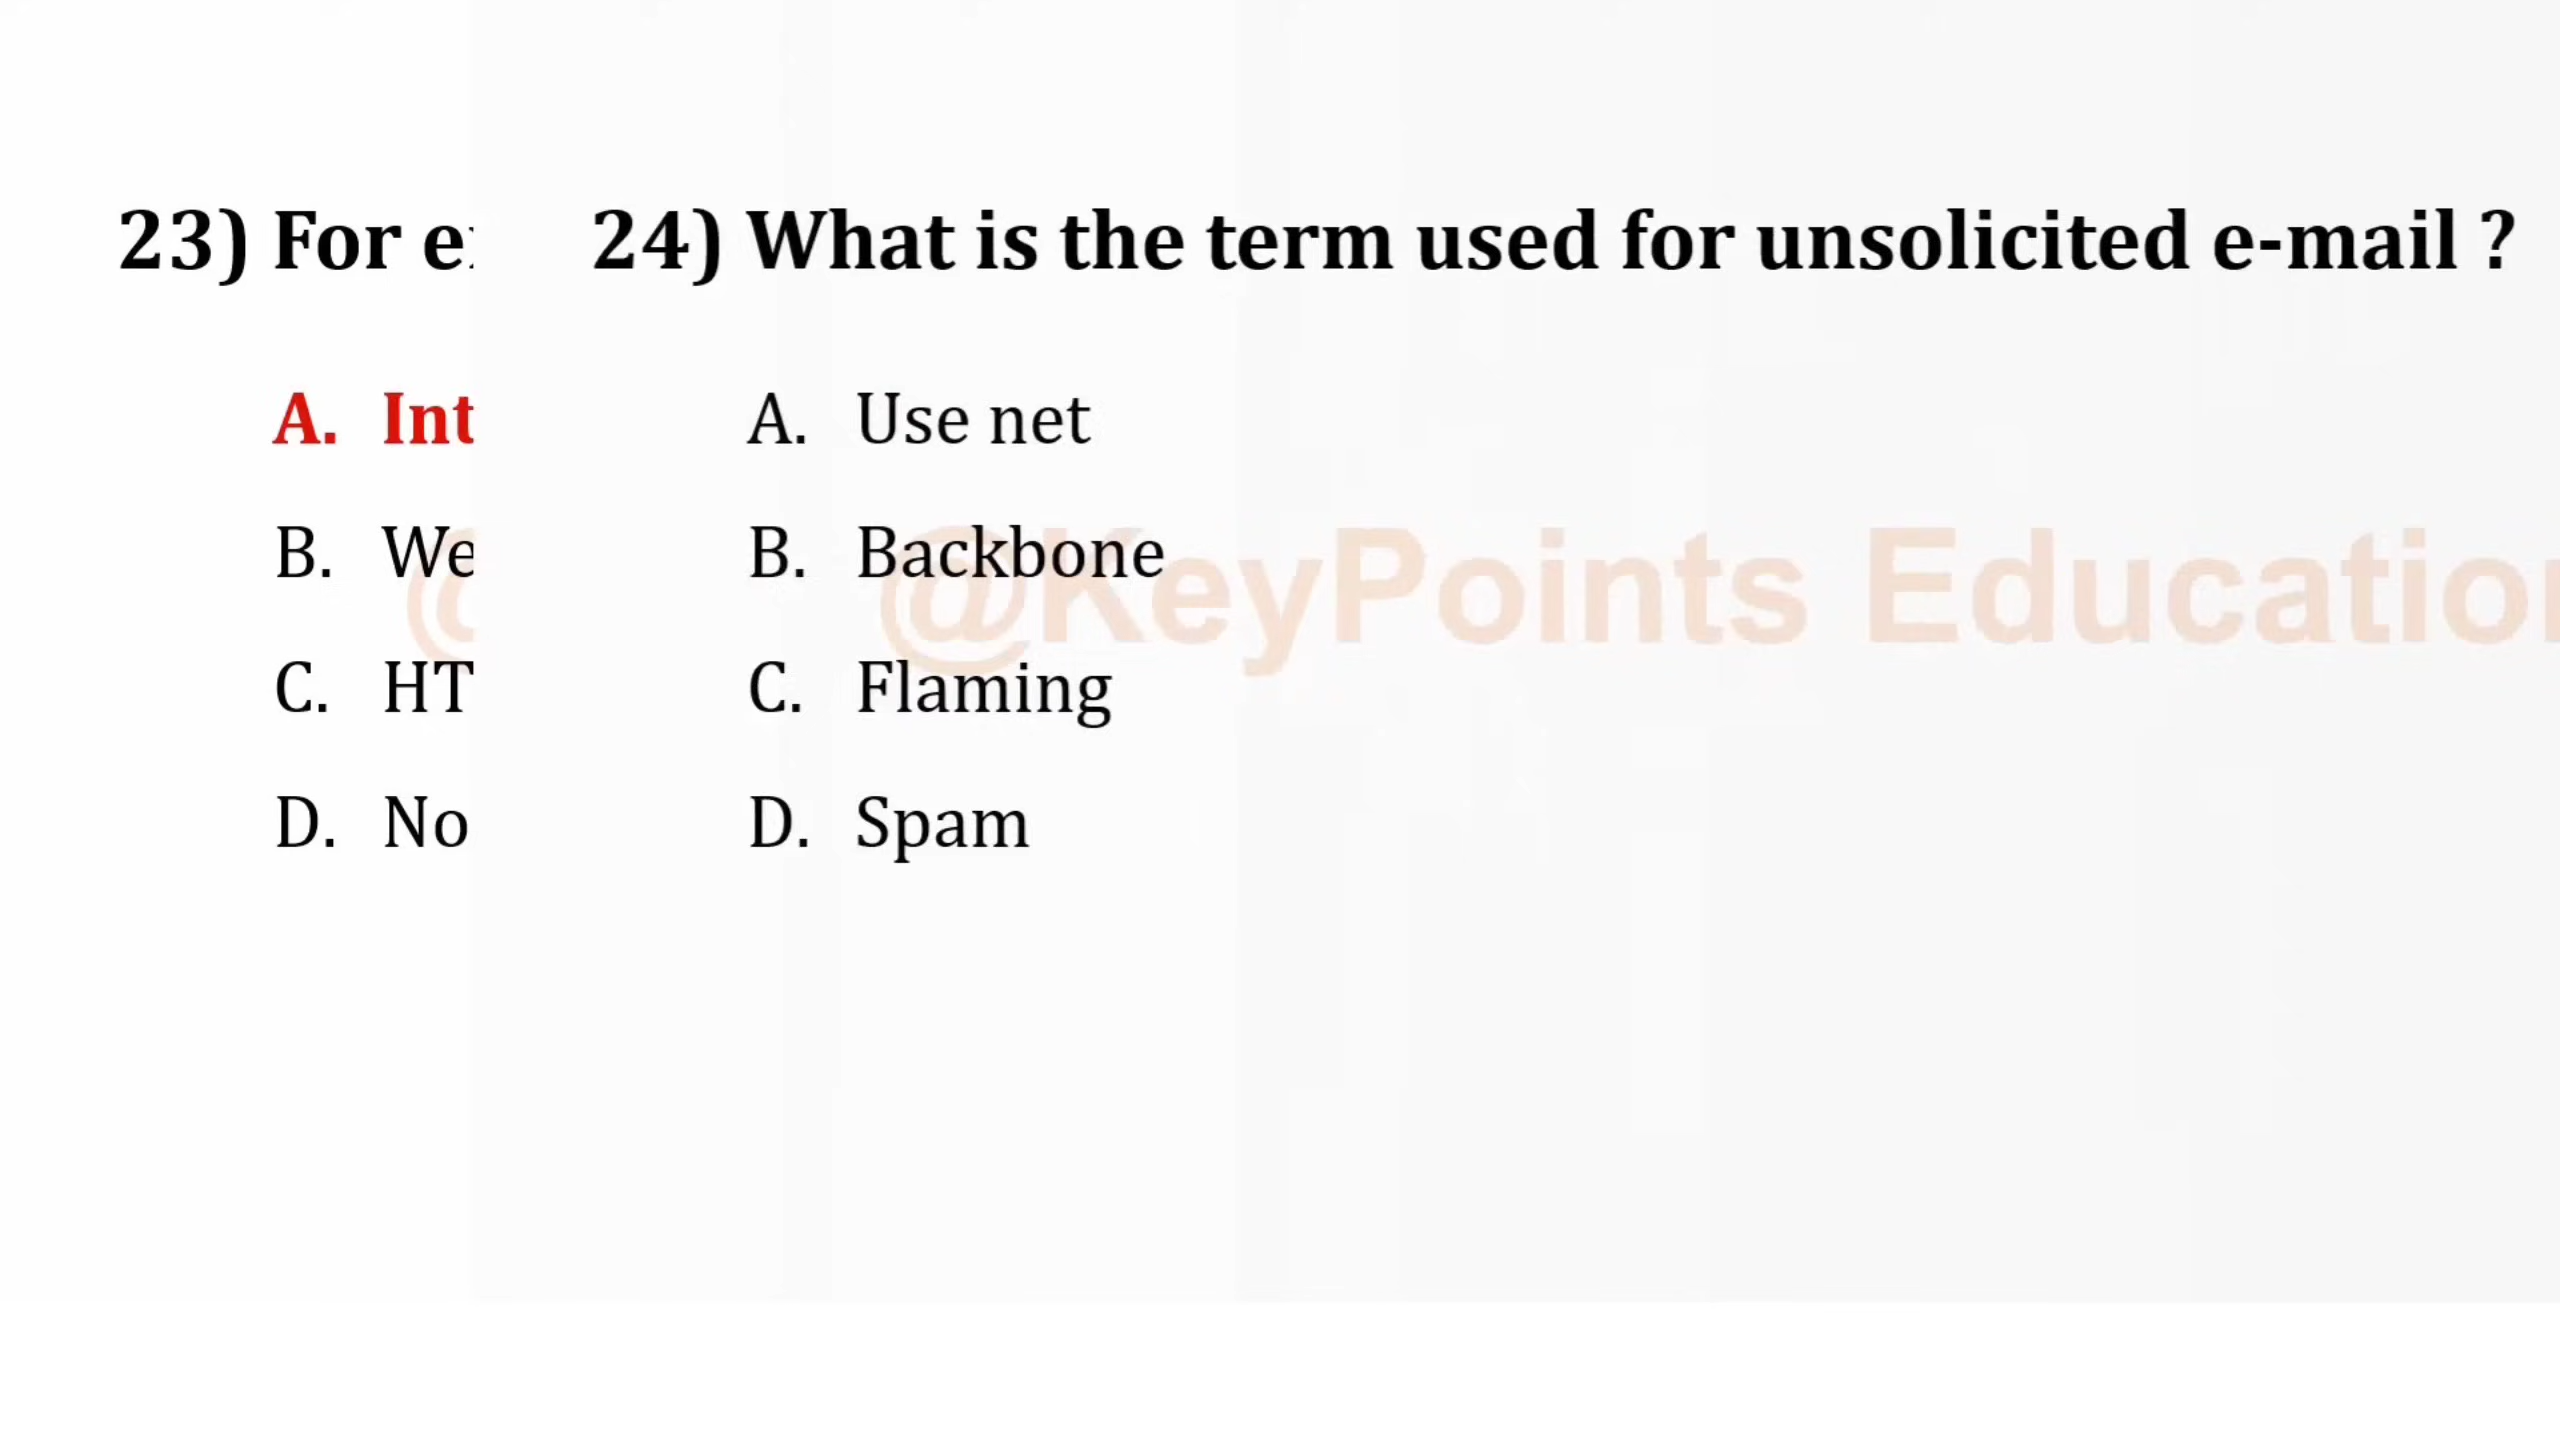 23) For e
A. Int
B. We
C. HT
D. No
24) What is the term used for unsolicited e-mail ?
A. Use net
B. Backbone
C. Flaming
D. Spam
@KeyPoints Education